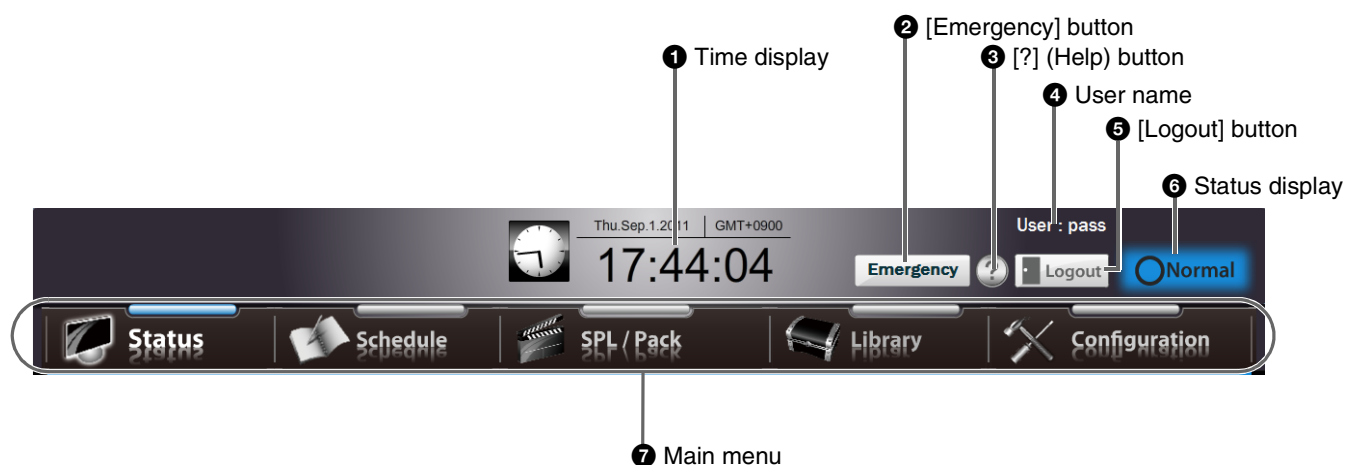 ❷ [Emergency] button
❶ Time display
❸ [?] (Help) button
❹ User name
❺ [Logout] button
❻ Status display
Thu.Sep.1.2011 GMT+0900
User : pass
17:44:04
Emergency
?
Logout
Normal
Status
Schedule
SPL / Pack
Library
Configuration
❼ Main menu